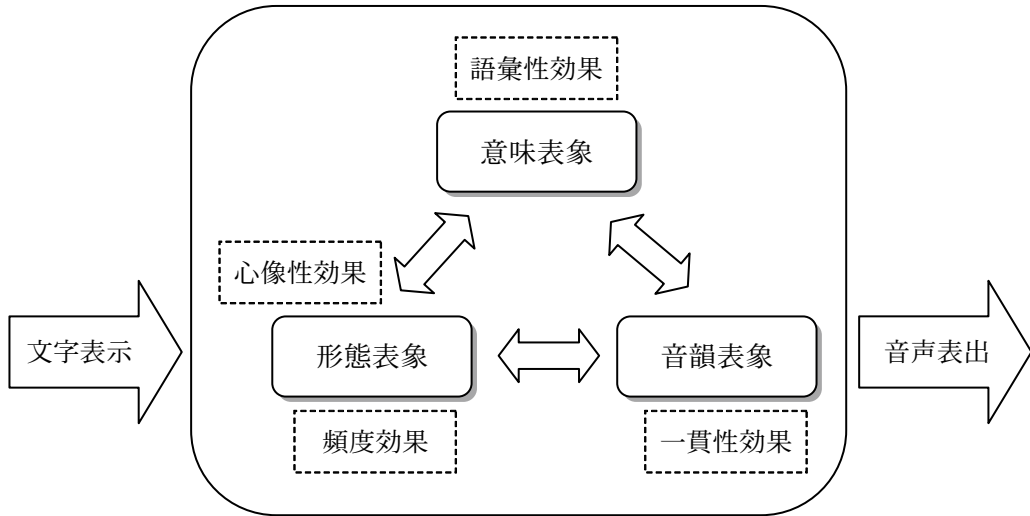 語彙性効果
意味表象
心像性効果
文字表示
形態表象
音韻表象
音声表出
頻度効果
一貫性効果